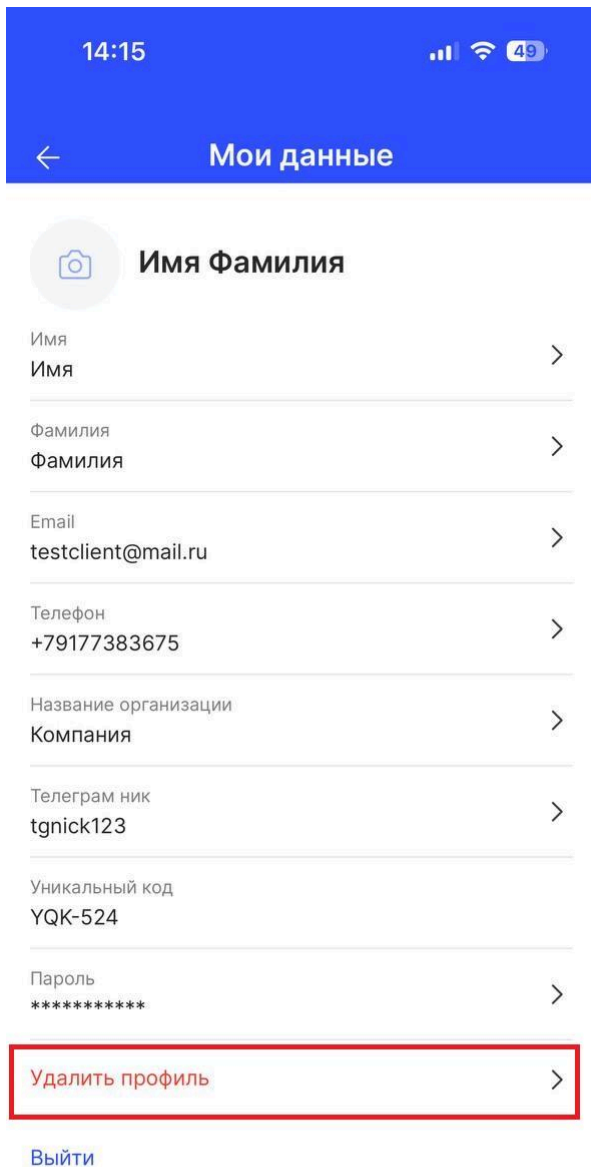 14:15
49
Мои данные
Имя Фамилия
Имя
Имя
Фамилия
Фамилия
Email
testclient@mail.ru
Телефон
+79177383675
Название организации
Компания
Телеграм ник
tgnick123
Уникальный код
YQK-524
Пароль
***********
Удалить профиль
Выйти